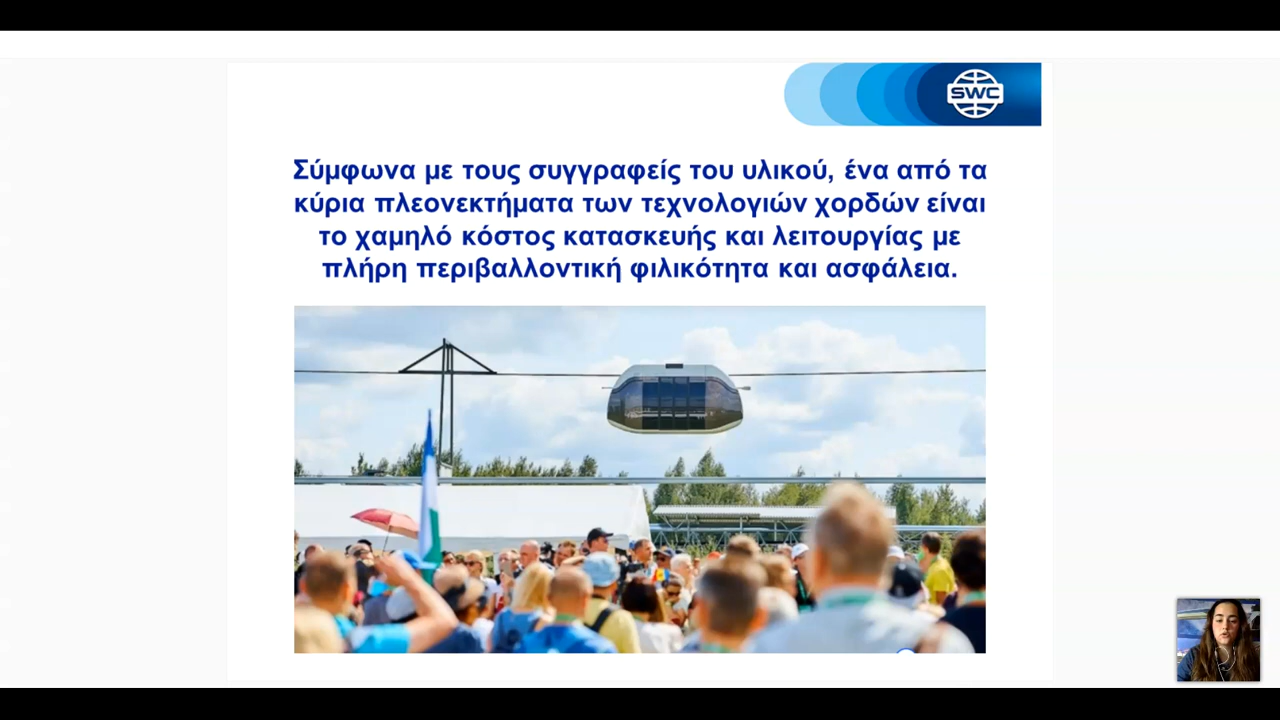 SWC
Σύμφωνα με τους συγγραφείς του υλικού, ένα από τα
κύρια πλεονεκτήματα των τεχνολογιών χορδών είναι
το χαμηλό κόστος κατασκευής και λειτουργίας με
πλήρη περιβαλλοντική φιλικότητα και ασφάλεια.